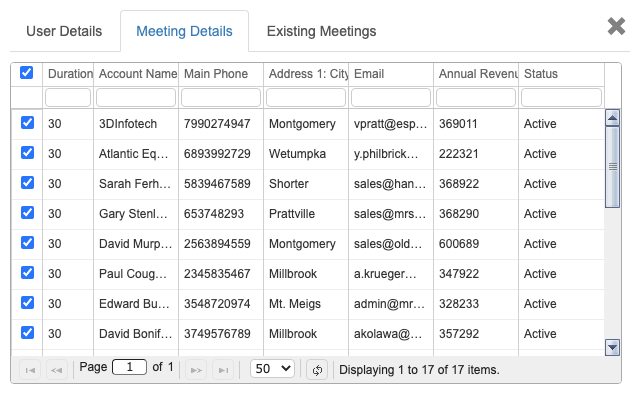 User Details Meeting Details Existing Meetings
Duration Account Name Main Phone Address 1: City Email Annual Revenu Status
30 3DInfotech 7990274947 Montgomery vpratt@esp... 369011 Active
30 Atlantic Eq... 6893992729 Wetumpka y.philbrick... 222321 Active
30 Sarah Ferh... 5839467589 Shorter sales@han... 368922 Active
30 Gary Stenl... 653748293 Prattville sales@mrs... 368290 Active
30 David Murp... 2563894559 Montgomery sales@old... 600689 Active
30 Paul Coug... 2345835467 Millbrook a.krueger... 347922 Active
30 Edward Bu... 3548720974 Mt. Meigs admin@mr... 328233 Active
30 David Bonif... 3749576789 Millbrook akolawa@... 357292 Active
Page 1 of 1 50 Displaying 1 to 17 of 17 items.